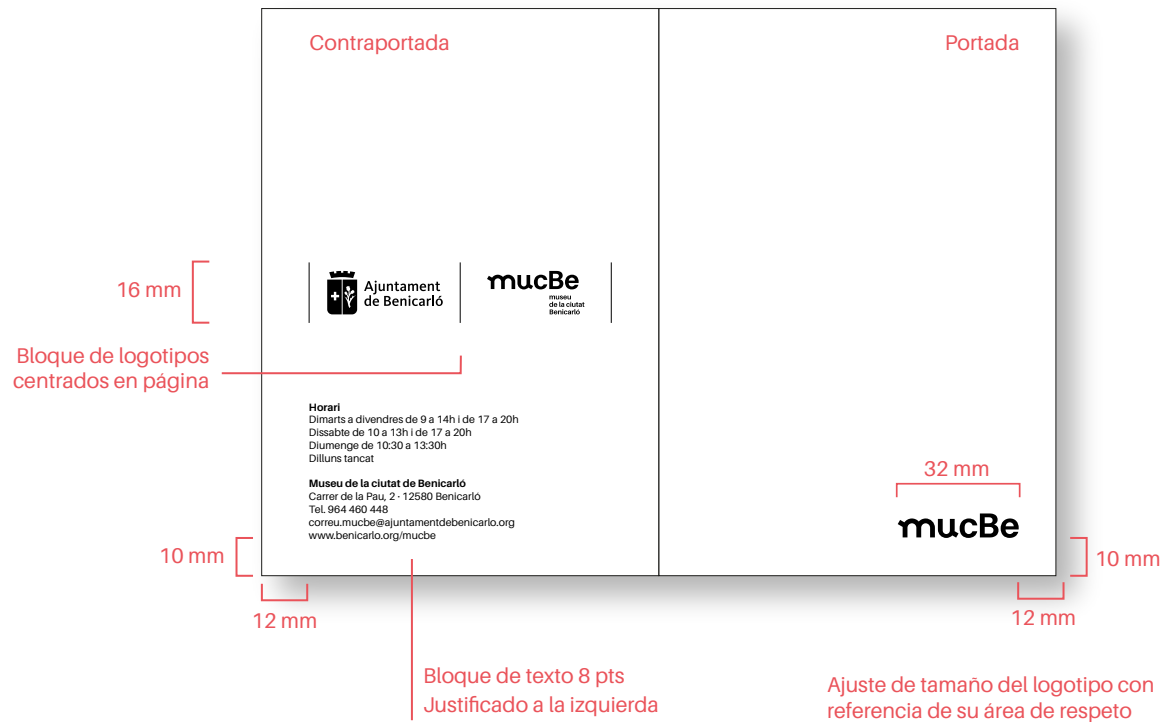 Contraportada
Portada
16 mm
Ajuntament
de Benicarló
mucBe
museu
de la ciutat
Benicarló
Bloque de logotipos
centrados en página
Horari
Dimarts a divendres de 9 a 14h i de 17 a 20h
Dissabte de 10 a 13h i de 17 a 20h
Diumenge de 10:30 a 13:30h
Dilluns tancat
Museu de la ciutat de Benicarló
Carrer de la Pau, 2 · 12580 Benicarló
Tel. 964 460 448
correu.mucbe@ajuntamentdebenicarlo.org
www.benicarlo.org/mucbe
32 mm
mucBe
10 mm
10 mm
12 mm
12 mm
Bloque de texto 8 pts
Justificado a la izquierda
Ajuste de tamaño del logotipo con
referencia de su área de respeto